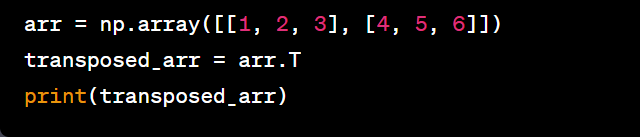 arr = np.array([[1, 2, 3], [4, 5, 6]])
transposed_arr = arr.T
print(transposed_arr)